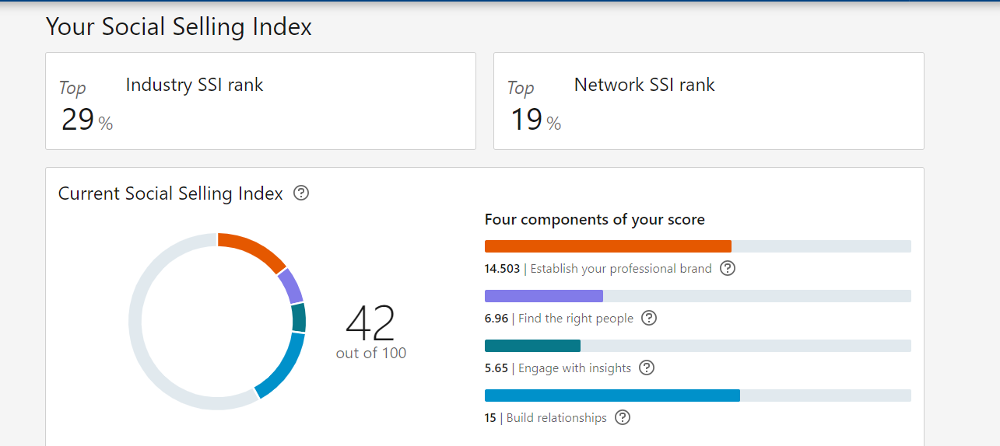 Your Social Selling Index
Top Industry SSI rank
29 %
Top Network SSI rank
19 %
Current Social Selling Index ?
42
out of 100
Four components of your score
14.503 | Establish your professional brand ?
6.96 | Find the right people ?
5.65 | Engage with insights ?
15 | Build relationships ?